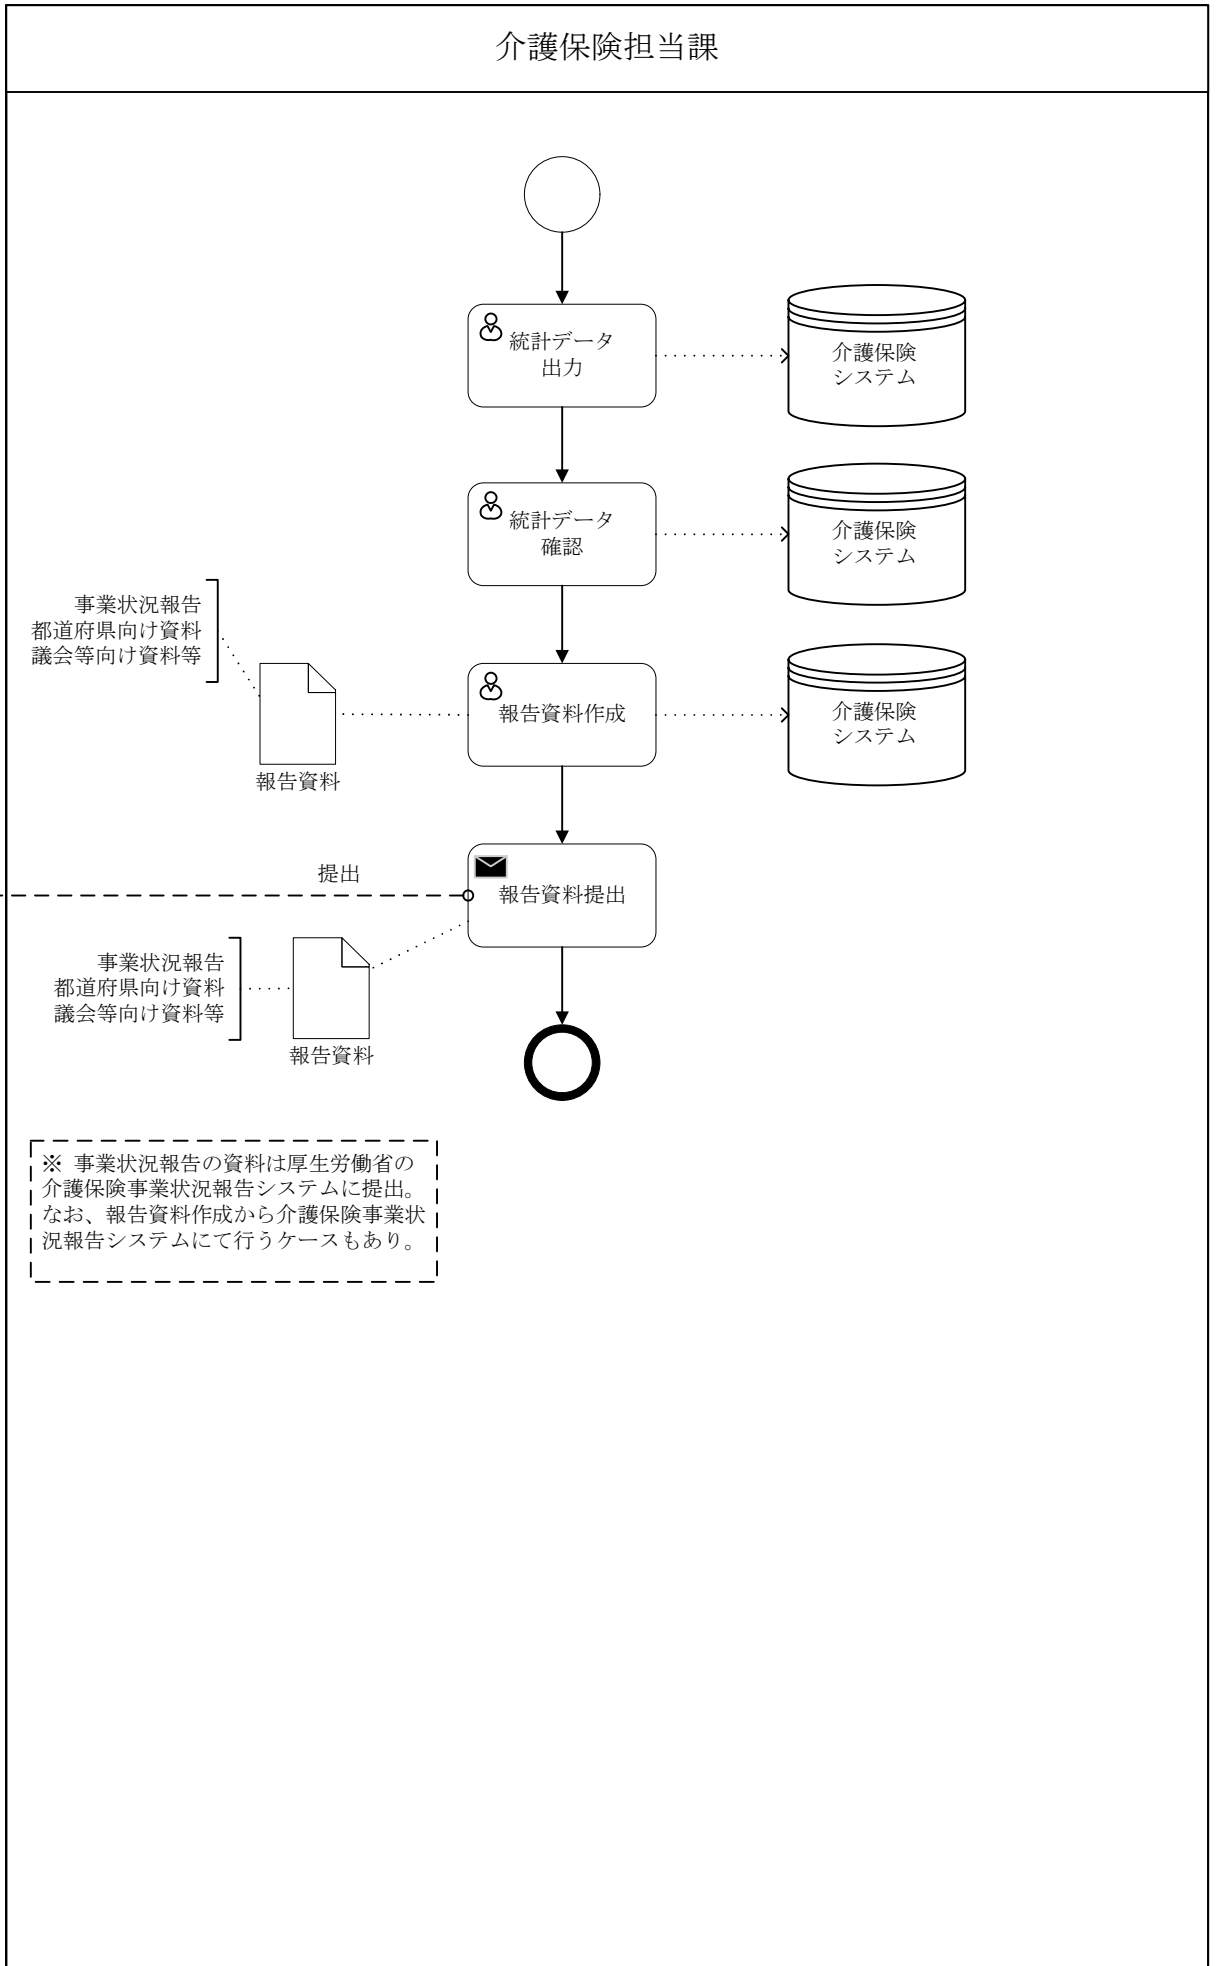 介護保険担当課
統計データ
出力
介護保険
システム
統計データ
確認
介護保険
システム
事業状況報告
都道府県向け資料
議会等向け資料等
報告資料
報告資料作成
介護保険
システム
提出
報告資料提出
事業状況報告
都道府県向け資料
議会等向け資料等
報告資料
※ 事業状況報告の資料は厚生労働省の
介護保険事業状況報告システムに提出。
なお、報告資料作成から介護保険事業状
況報告システムにて行うケースもあり。